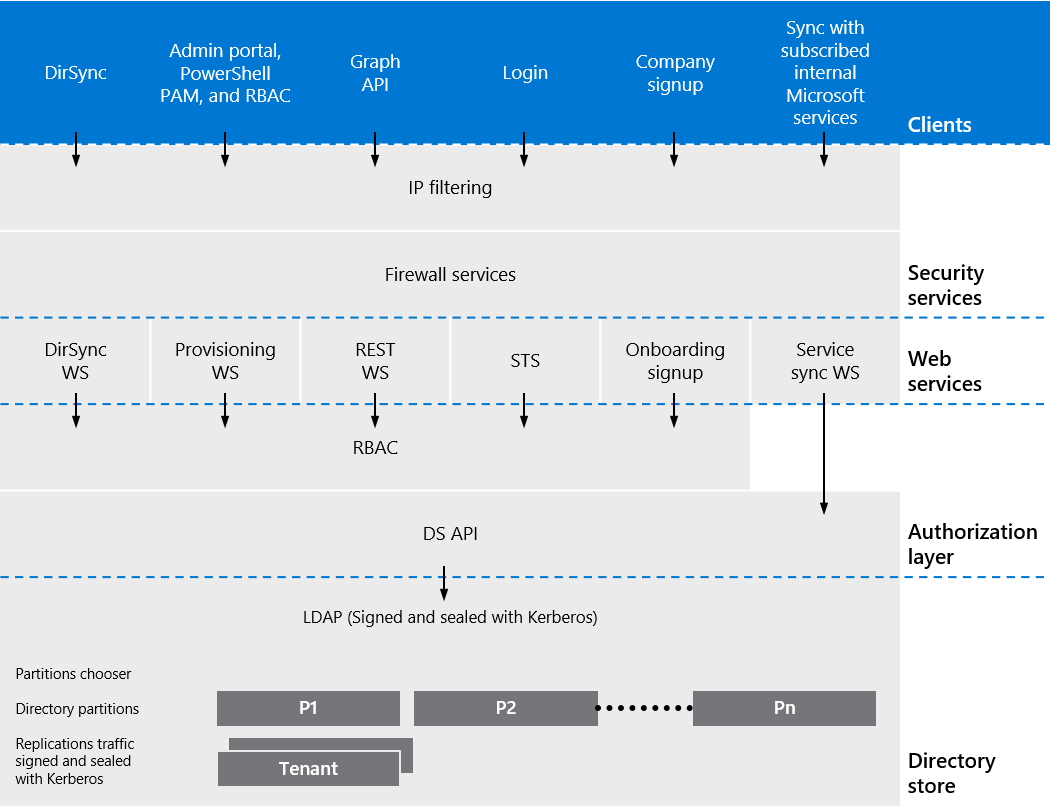 DirSync
Admin portal,
PowerShell
PAM, and RBAC
Graph
API
Login
Company
signup
Sync with
subscribed
internal
Microsoft
services
Clients
IP filtering
Firewall services
Security
services
DirSync
WS
Provisioning
WS
REST
WS
STS
Onboarding
signup
Service
sync WS
Web
services
RBAC
DS API
Authorization
layer
LDAP (Signed and sealed with Kerberos)
Partitions chooser
Directory partitions
P1
P2
Pn
Replications traffic
signed and sealed
with Kerberos
Tenant
Directory
store